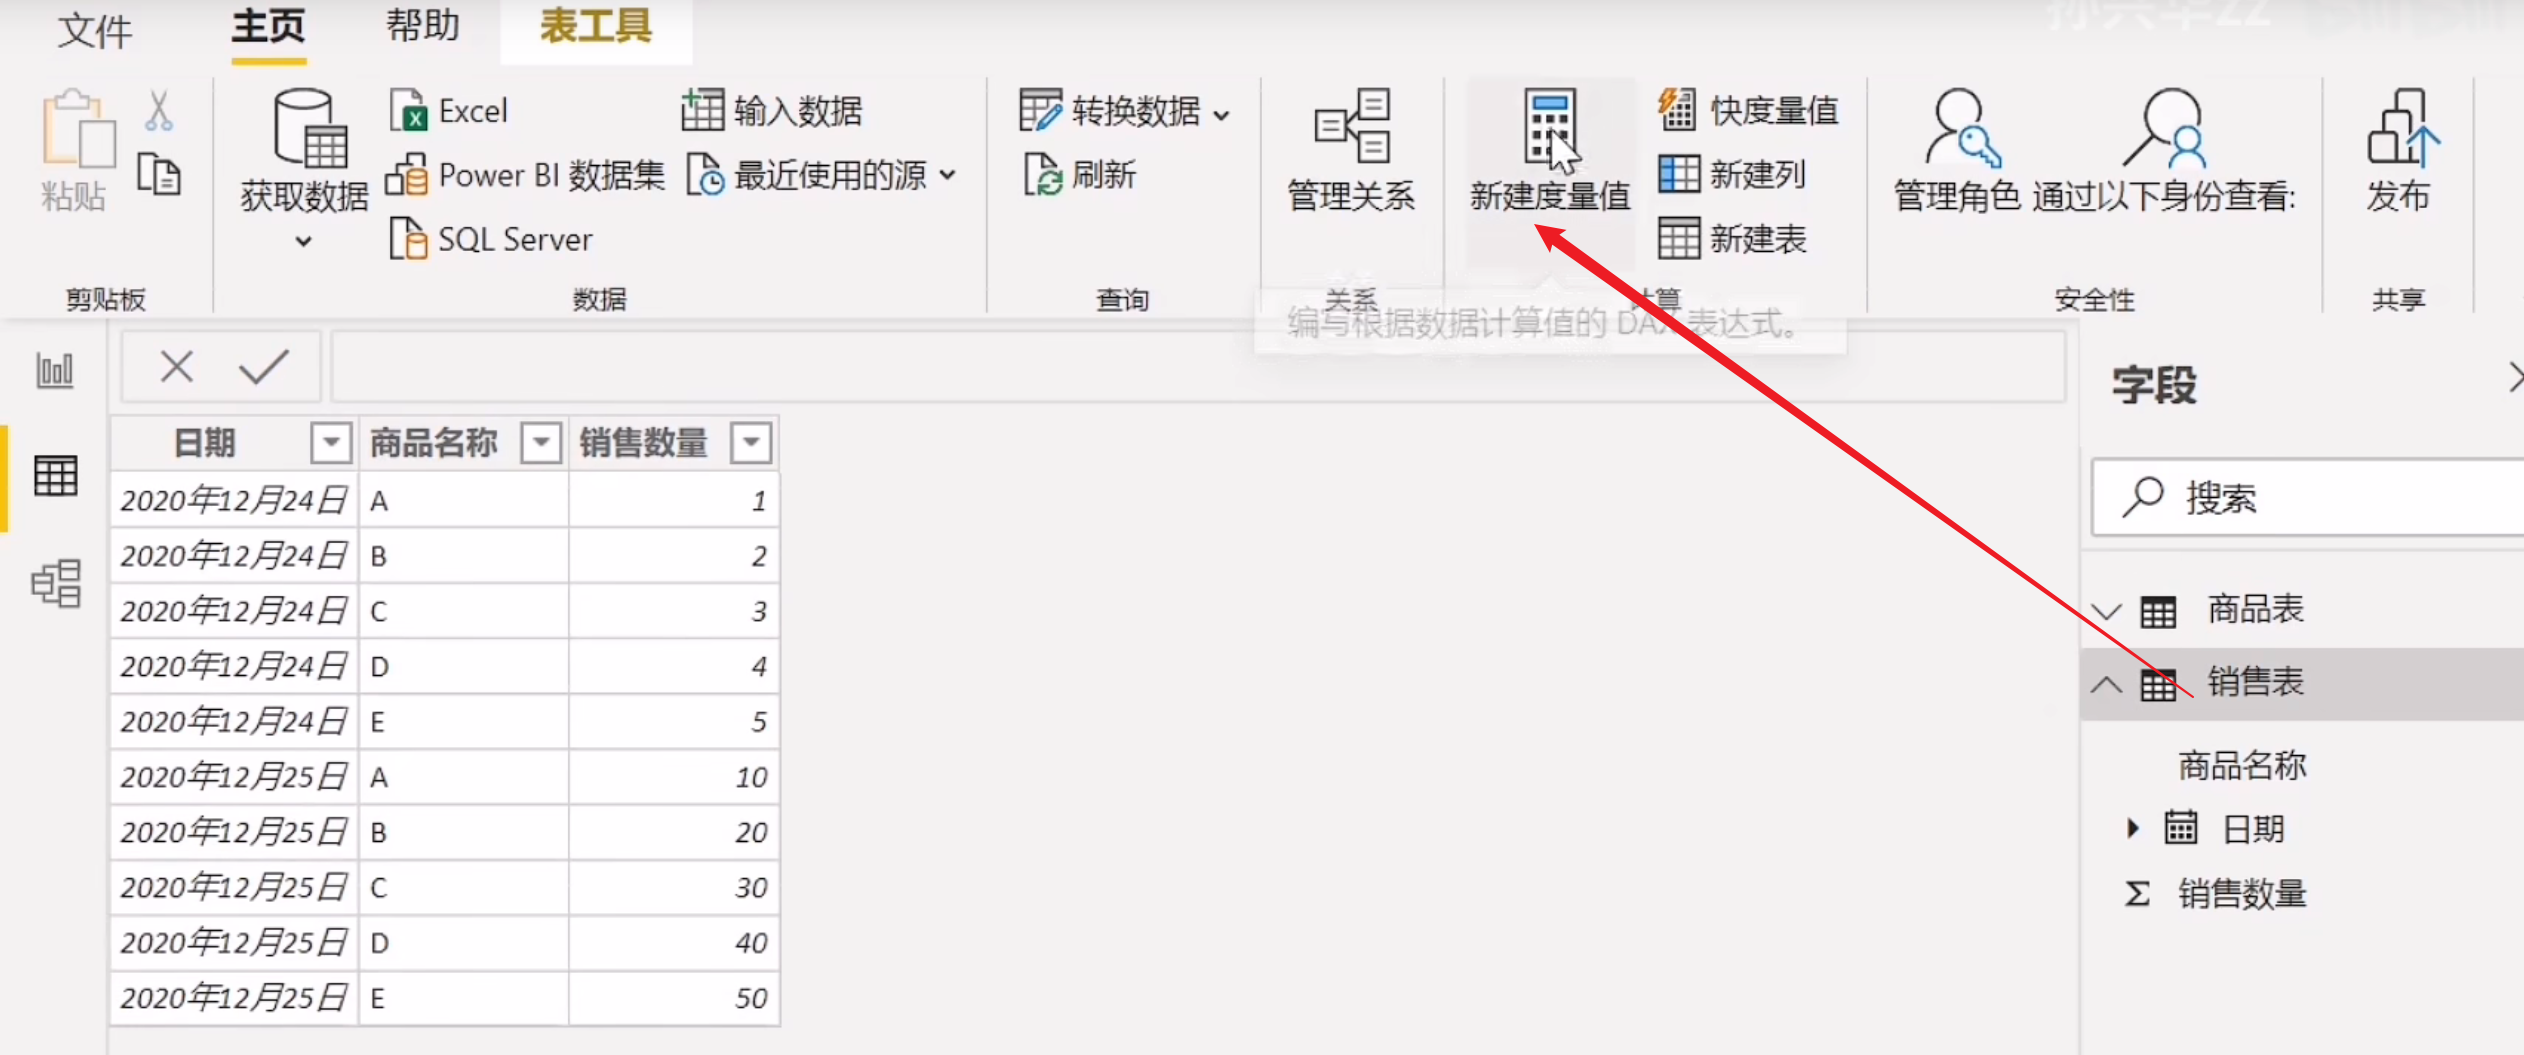 文件 主页 帮助 表工具
粘贴
获取数据
Excel
Power BI 数据集
SQL Server
输入数据
最近使用的源
转换数据
刷新
管理关系
新建度量值
快度量值
新建列
新建表
管理角色
通过以下身份查看:
发布
剪贴板 数据 查询 关系 计算 安全性 共享
编写根据数据计算值的 DAX 表达式。
日期 商品名称 销售数量
2020年12月24日 A 1
2020年12月24日 B 2
2020年12月24日 C 3
2020年12月24日 D 4
2020年12月24日 E 5
2020年12月25日 A 10
2020年12月25日 B 20
2020年12月25日 C 30
2020年12月25日 D 40
2020年12月25日 E 50
字段
搜索
商品表
销售表
商品名称
日期
Σ 销售数量